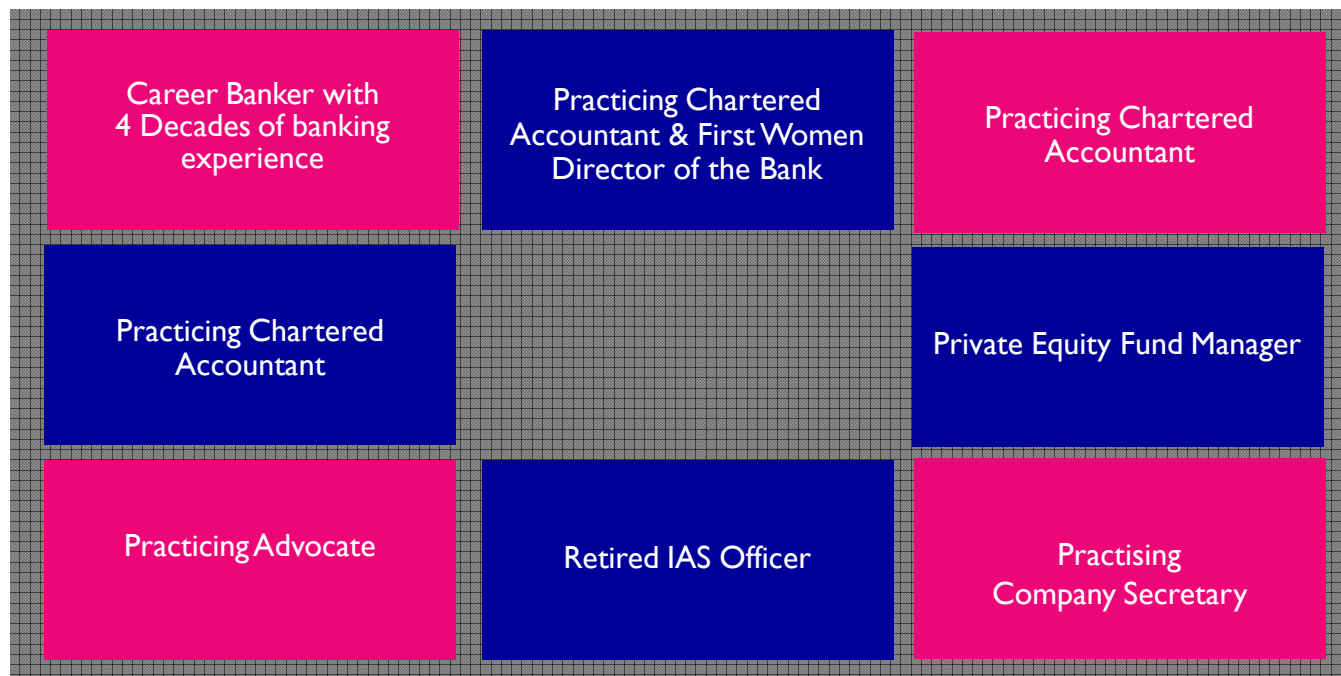 Career Banker with
4 Decades of banking
experience
Practicing Chartered
Accountant & First Women
Director of the Bank
Practicing Chartered
Accountant
Practicing Chartered
Accountant
Private Equity Fund Manager
Practicing Advocate
Retired IAS Officer
Practising
Company Secretary